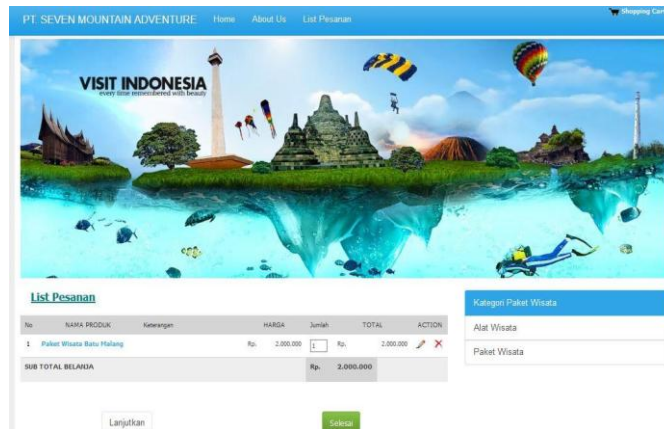 PT. SEVEN MOUNTAIN ADVENTURE Home About Us List Pesanan Shopping Cart
VISIT INDONESIA
every time remembered with beauty
List Pesanan
No NAMA PRODUK Keterangan HARGA Jumlah TOTAL ACTION
1 Paket Wisata Batu Malang Rp. 2.000.000 1 Rp. 2.000.000
SUB TOTAL BELANJA Rp. 2.000.000
Lanjutkan Selesai
Kategori Paket Wisata
Alat Wisata
Paket Wisata